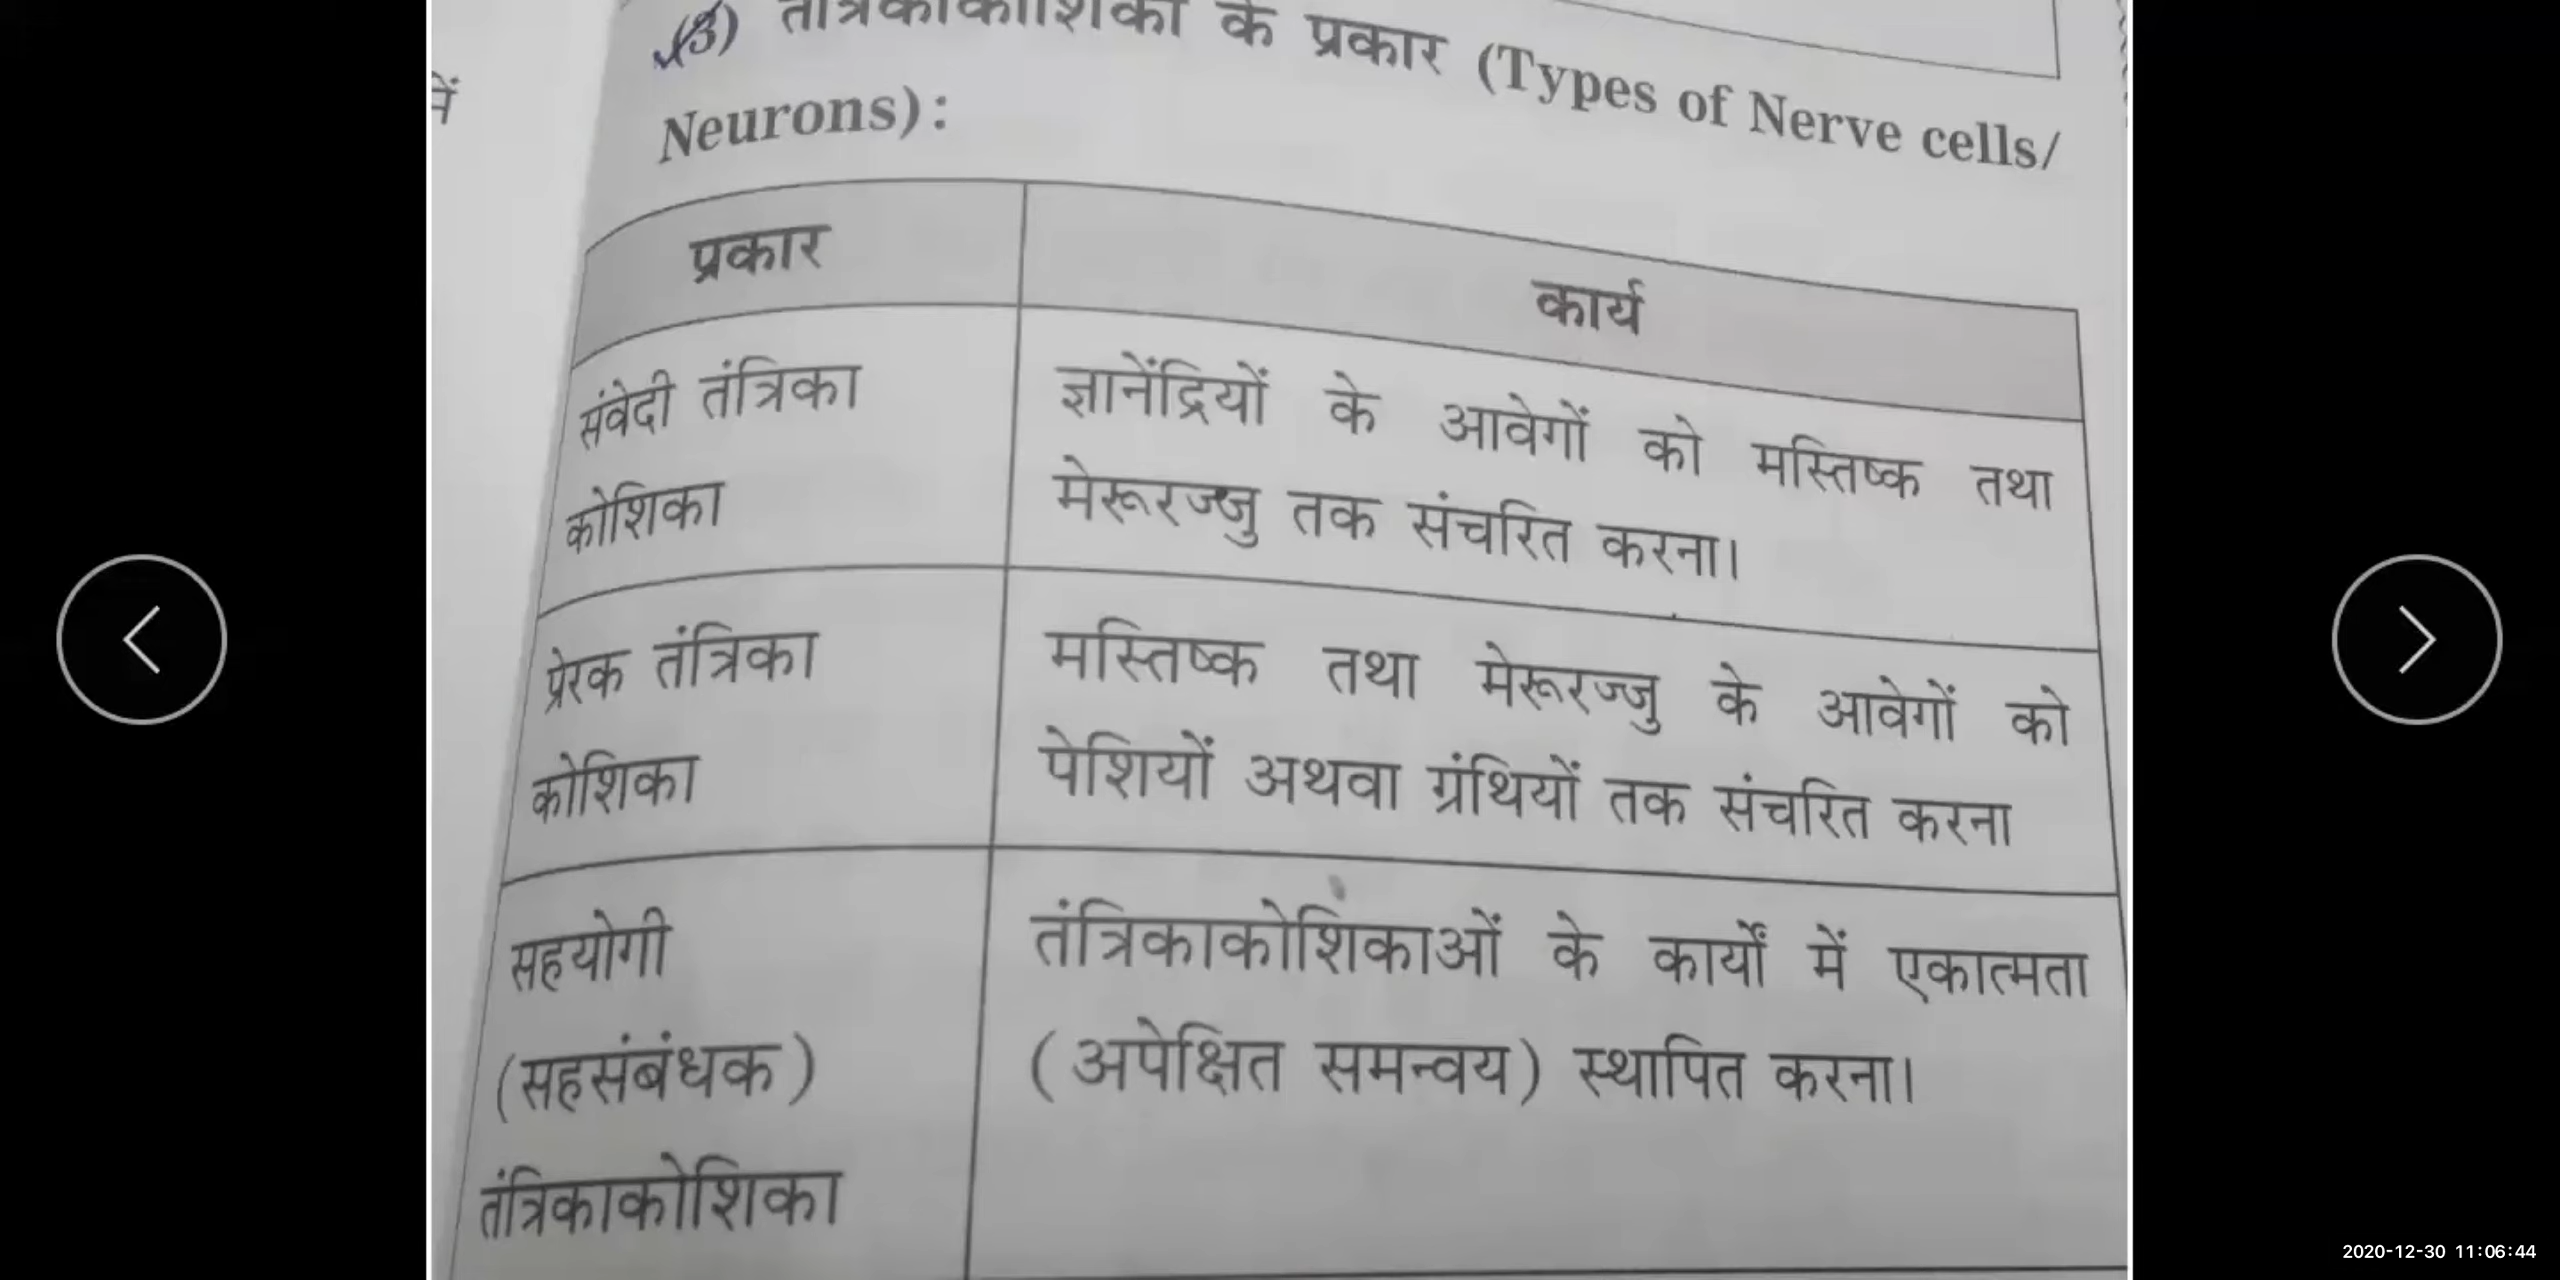 (3) तंत्रिकाकोशिका के प्रकार (Types of Nerve cells/
Neurons) :
में
प्रकार
कार्य
संवेदी तंत्रिका
कोशिका
ज्ञानेंद्रियों के आवेगों को मस्तिष्क तथा
मेरूरज्जु तक संचरित करना।
प्रेरक तंत्रिका
कोशिका
मस्तिष्क तथा मेरूरज्जु के आवेगों को
पेशियों अथवा ग्रंथियों तक संचरित करना
सहयोगी
(सहसंबंधक)
तंत्रिकाकोशिका
तंत्रिकाकोशिकाओं के कार्यों में एकात्मता
(अपेक्षित समन्वय) स्थापित करना।
2020-12-30 11:06:44